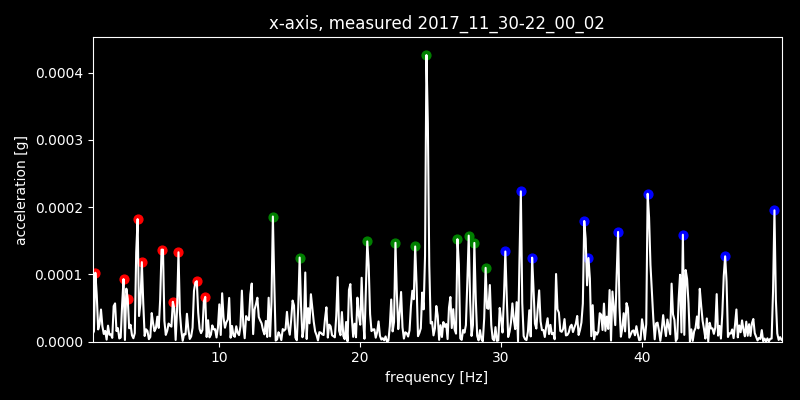 x-axis, measured 2017_11_30-22_00_02
acceleration [g]
0.0004
0.0003
0.0002
0.0001
0.0000
10 20 30 40
frequency [Hz]